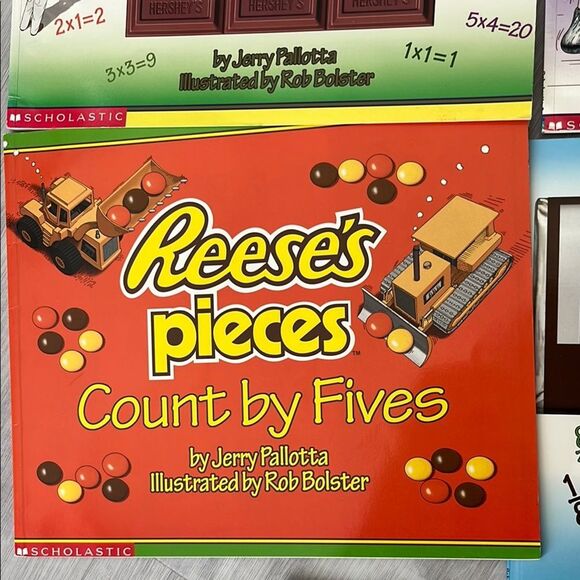 HERSHEY'S HERSHEY'S HERSHEY'S
2x1=2
5x4=20
3x3=9
1x1=1
by Jerry Pallotta
Illustrated by Rob Bolster
SCHOLASTIC
Reese's
pieces™
Count by Fives
by Jerry Pallotta
Illustrated by Rob Bolster
SCHOLASTIC